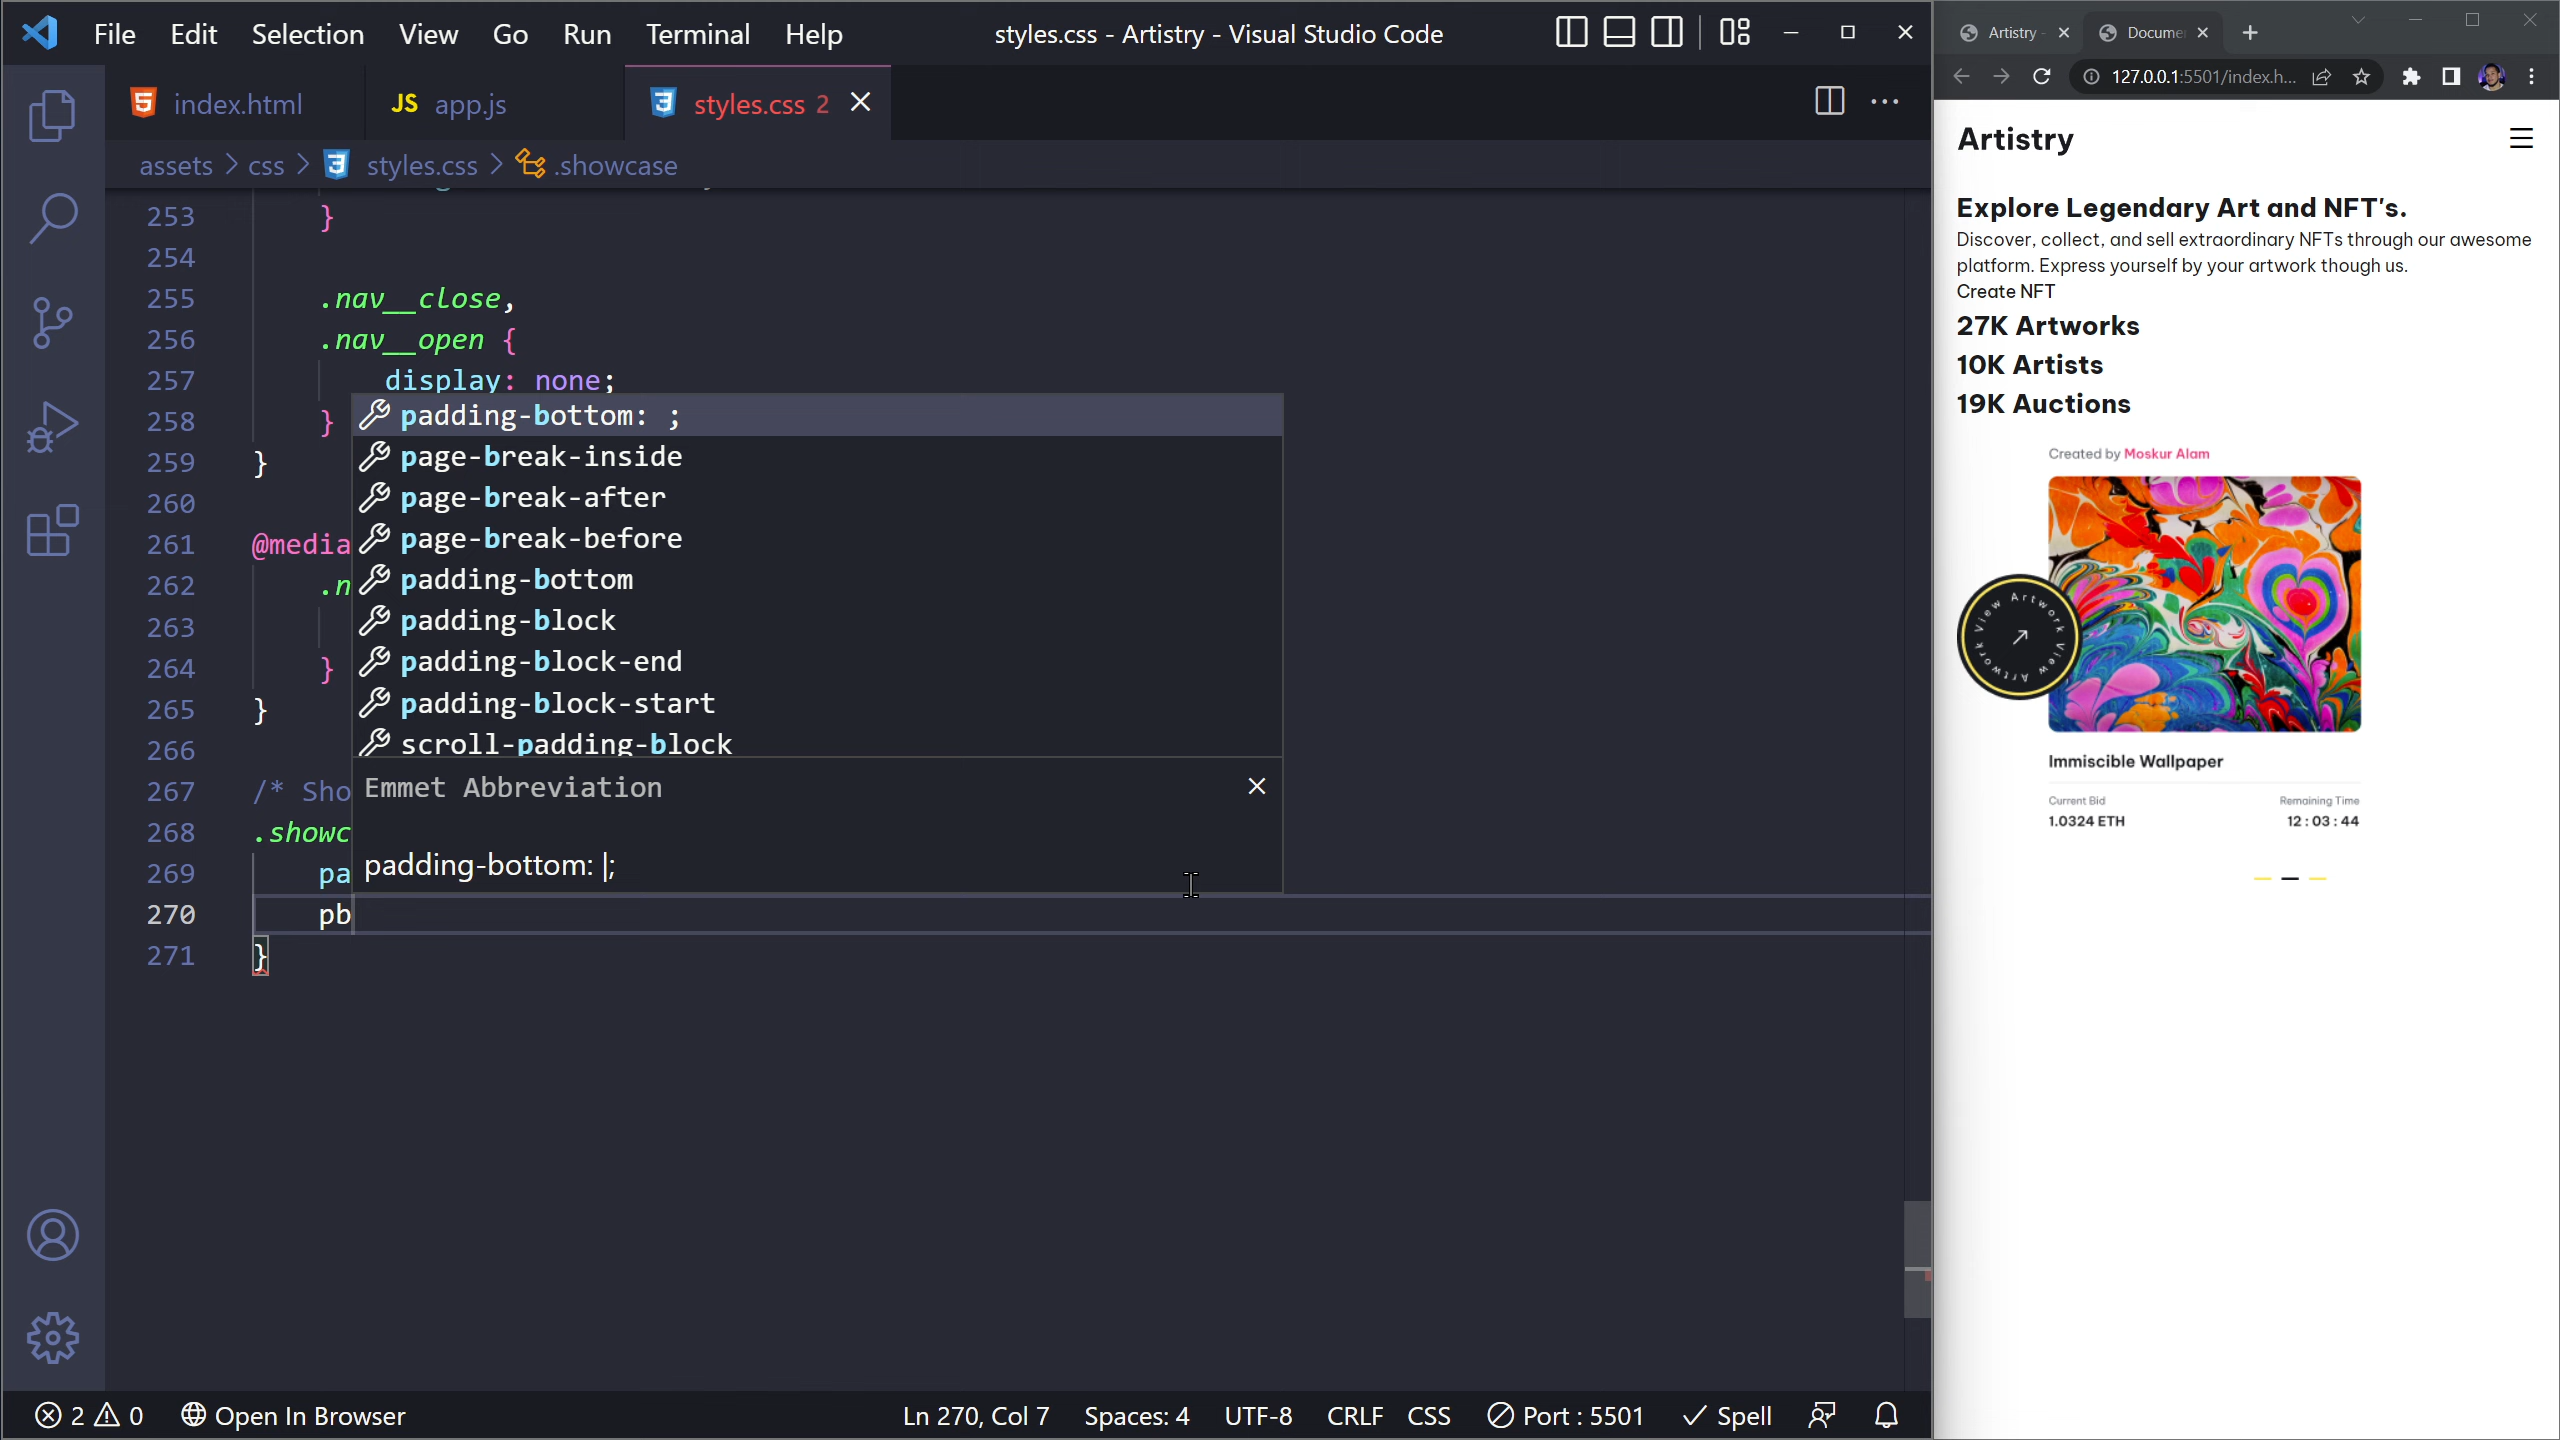 File Edit Selection View Go Run Terminal Help
styles.css - Artistry - Visual Studio Code
index.html
JS app.js
styles.css 2
assets > css > styles.css > .showcase
253 }
254
255 .nav__close,
256 .nav__open {
257 display: none;
258 }
259 }
260
261 @media
262 .n
263
264 }
265 }
266
267 /* Sho
268 .showc
269 pa
270 pb
271 }
padding-bottom: ;
page-break-inside
page-break-after
page-break-before
padding-bottom
padding-block
padding-block-end
padding-block-start
scroll-padding-block
Emmet Abbreviation
padding-bottom: |;
2 0 Open In Browser
Ln 270, Col 7 Spaces: 4 UTF-8 CRLF CSS Port : 5501 Spell
Artistry
Docume
127.0.0.1:5501/index.h...
Artistry
Explore Legendary Art and NFT's.
Discover, collect, and sell extraordinary NFTs through our awesome
platform. Express yourself by your artwork though us.
Create NFT
27K Artworks
10K Artists
19K Auctions
Created by Moskur Alam
View Artwork View Artwork
Immiscible Wallpaper
Current Bid Remaining Time
1.0324 ETH 12 : 03 : 44